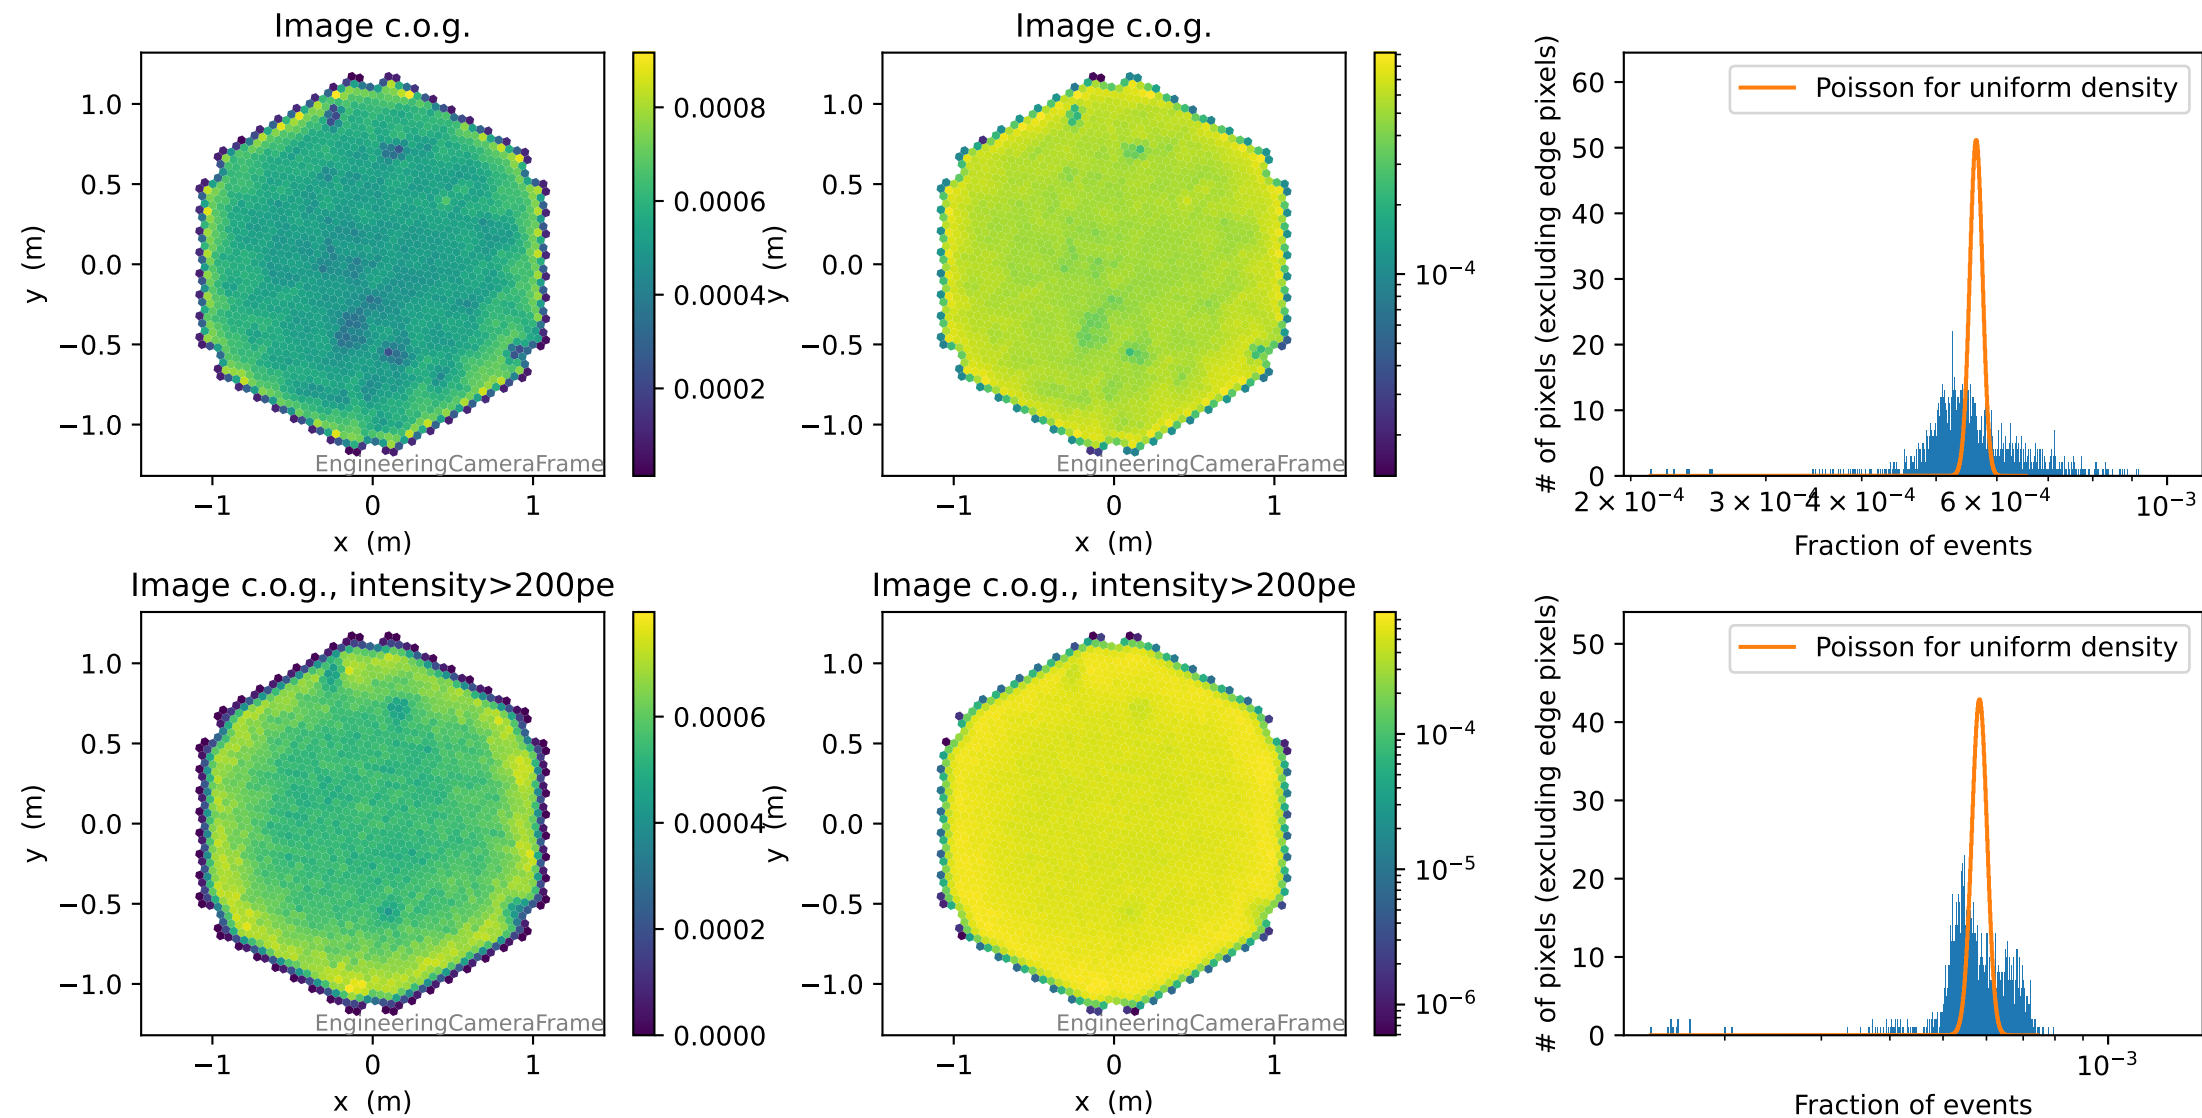 Image c.o.g.
y (m)
1.0
0.5
0.0
−0.5
−1.0
−1
0
1
x (m)
EngineeringCameraFrame
0.0008
0.0006
0.0004
0.0002
Image c.o.g.
y (m)
1.0
0.5
0.0
−0.5
−1.0
−1
0
1
x (m)
EngineeringCameraFrame
10⁻⁴
# of pixels (excluding edge pixels)
60
50
40
30
20
10
0
Poisson for uniform density
2 × 10⁻⁴
3 × 10⁻⁴
4 × 10⁻⁴
6 × 10⁻⁴
10⁻³
Fraction of events
Image c.o.g., intensity>200pe
y (m)
1.0
0.5
0.0
−0.5
−1.0
−1
0
1
x (m)
EngineeringCameraFrame
0.0006
0.0004
0.0002
0.0000
Image c.o.g., intensity>200pe
y (m)
1.0
0.5
0.0
−0.5
−1.0
−1
0
1
x (m)
EngineeringCameraFrame
10⁻⁴
10⁻⁵
10⁻⁶
# of pixels (excluding edge pixels)
50
40
30
20
10
0
Poisson for uniform density
10⁻³
Fraction of events